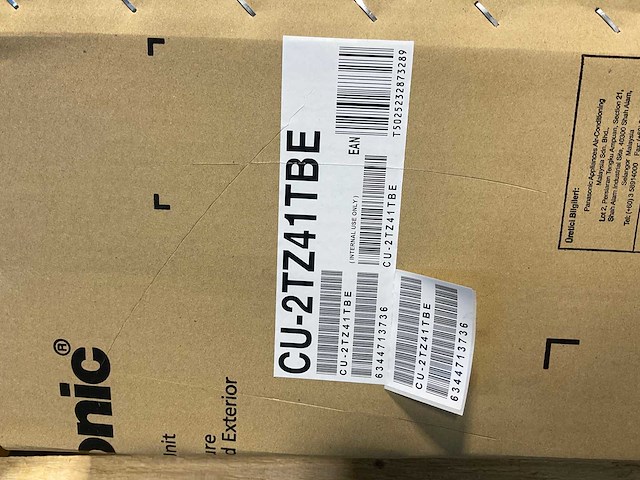 onic®
Unit
ure
d Exterior
CU-2TZ41TBE
CU-2TZ41TBE
6344713736
(INTERNAL USE ONLY)
CU-2TZ41TBE
EAN
T5025232873289
CU-2TZ41TBE
6344713736
Üretici Bilgileri:
Panasonic Appliances Air-Conditioning
Malaysia Sdn. Bhd.
Lot 2, Persiaran Tengku Ampuan, Section 21,
Shah Alam Industrial Site, 40300 Shah Alam,
Selangor, Malaysia